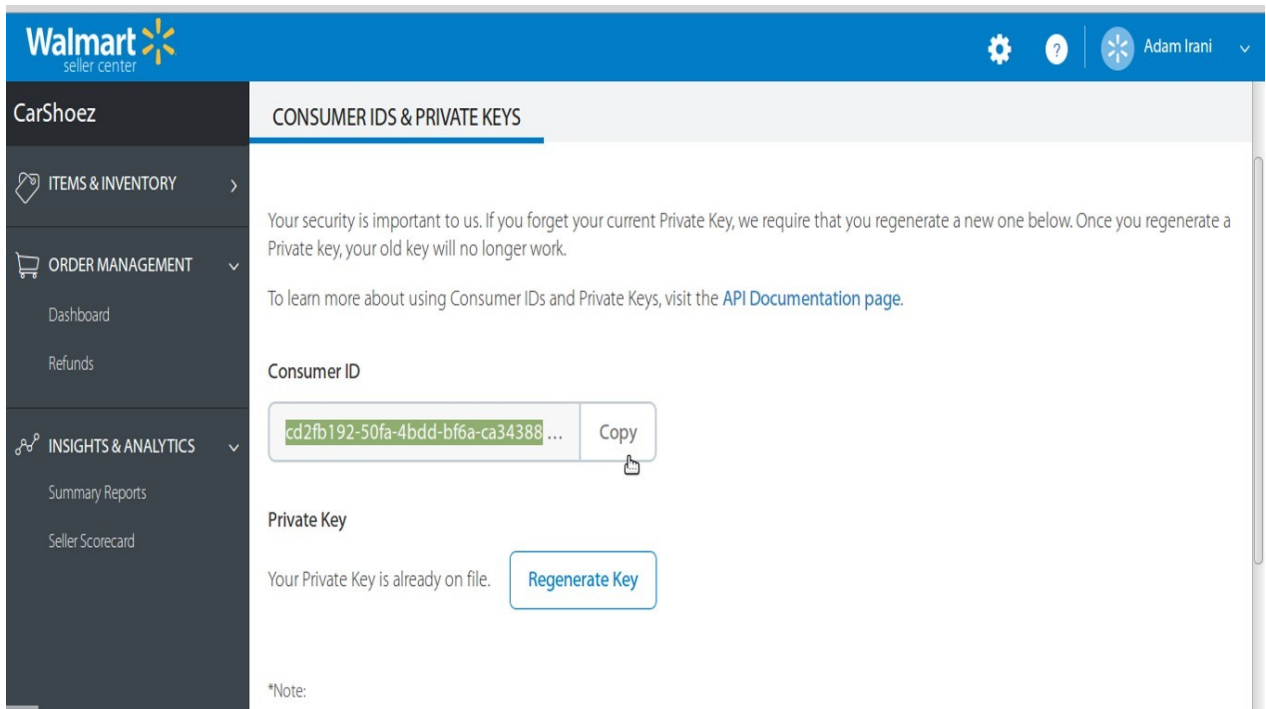 Walmart
seller center
?
Adam Irani
CarShoez
ITEMS & INVENTORY
ORDER MANAGEMENT
Dashboard
Refunds
INSIGHTS & ANALYTICS
Summary Reports
Seller Scorecard
CONSUMER IDS & PRIVATE KEYS
Your security is important to us. If you forget your current Private Key, we require that you regenerate a new one below. Once you regenerate a
Private key, your old key will no longer work.
To learn more about using Consumer IDs and Private Keys, visit the API Documentation page.
Consumer ID
cd2fb192-50fa-4bdd-bf6a-ca34388 ... Copy
Private Key
Your Private Key is already on file. Regenerate Key
*Note: